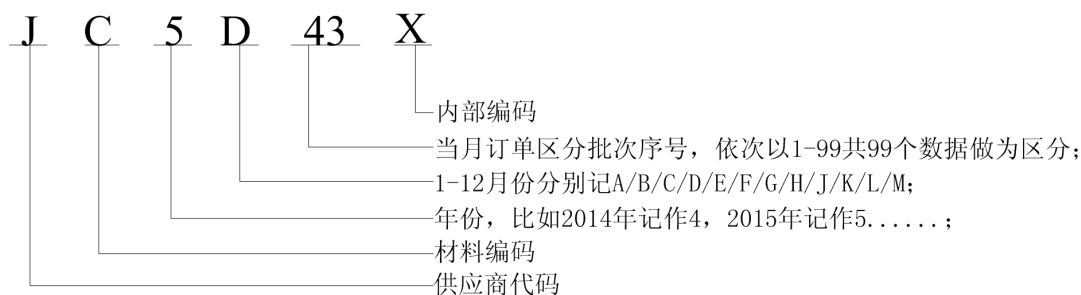 J C 5 D 43 X
内部编码
当月订单区分批次序号，依次以1-99共99个数据做为区分；
1-12月份分别记A/B/C/D/E/F/G/H/J/K/L/M；
年份，比如2014年记作4，2015年记作5......；
材料编码
供应商代码